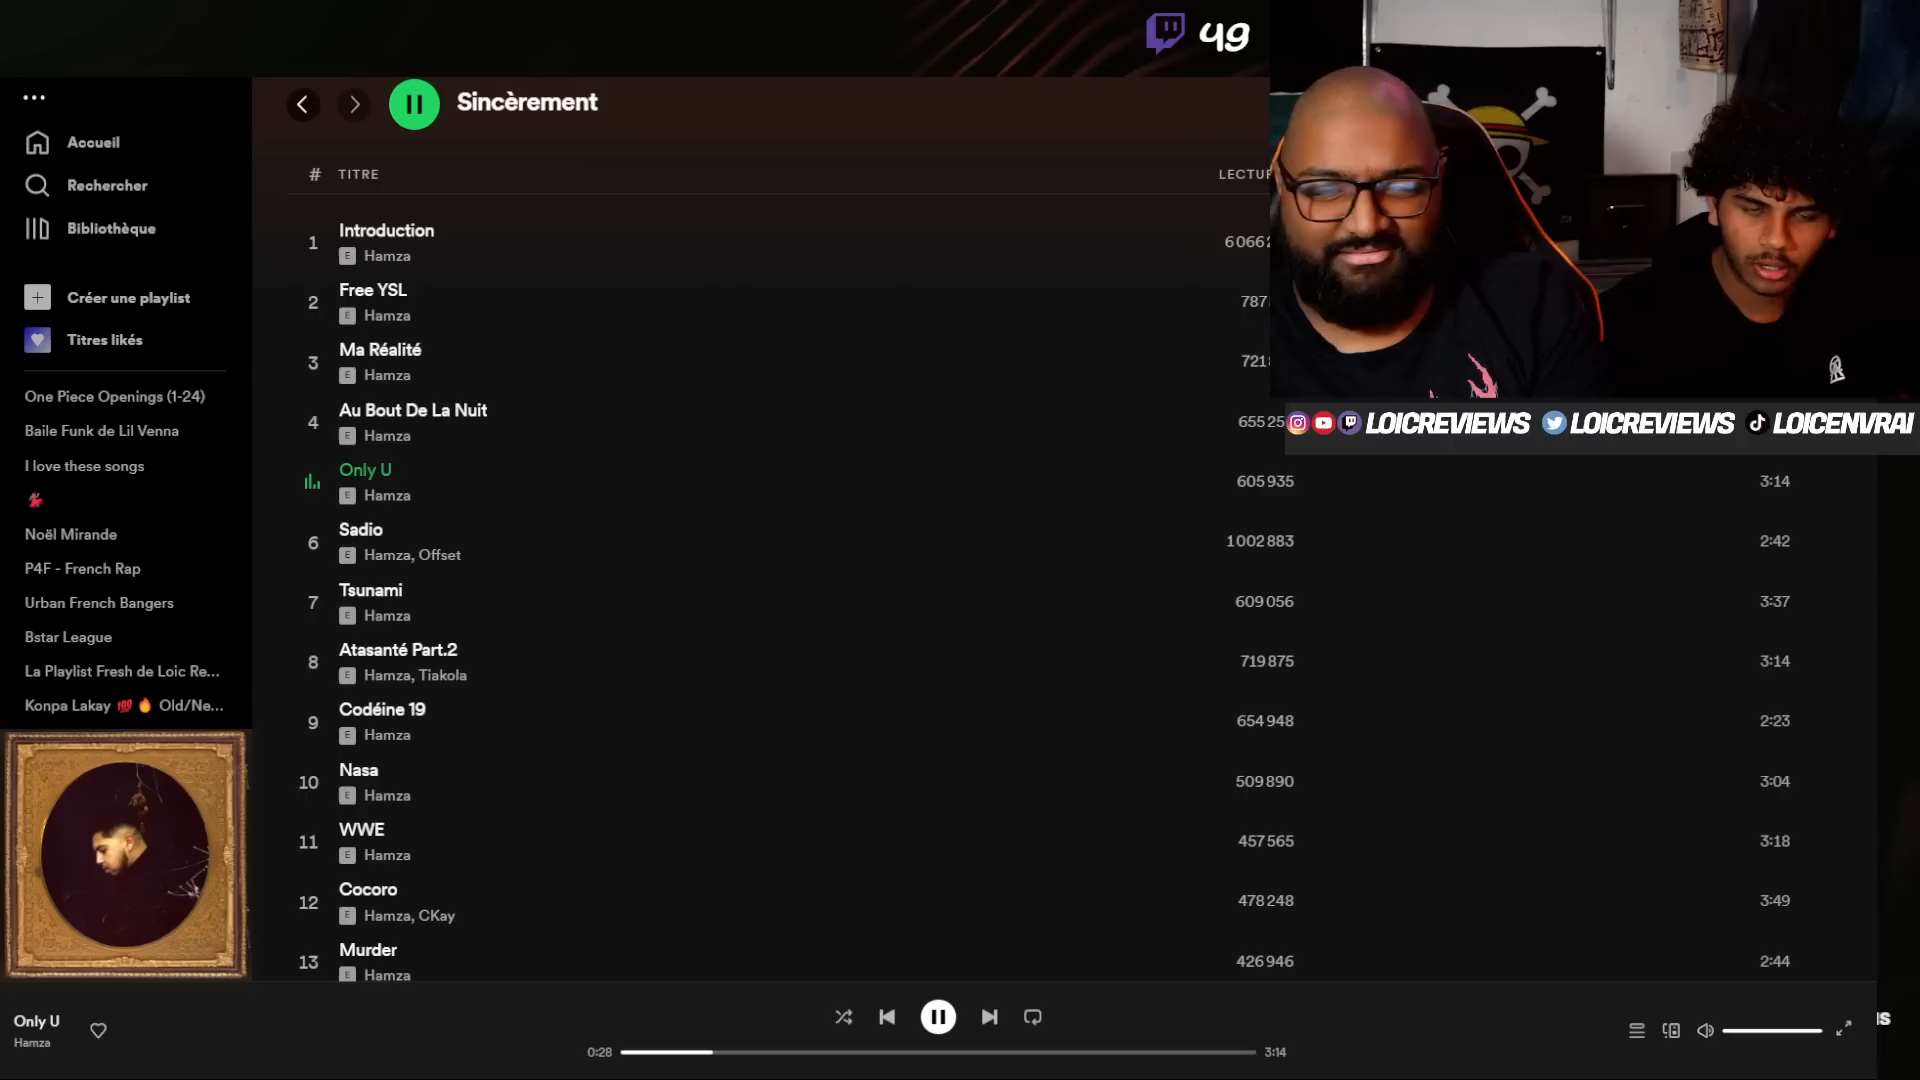 49
Sincèrement
Accueil
Rechercher
Bibliothèque
Créer une playlist
Titres likés
One Piece Openings (1-24)
Baile Funk de Lil Venna
I love these songs
Noël Mirande
P4F - French Rap
Urban French Bangers
Bstar League
La Playlist Fresh de Loic Re...
Konpa Lakay 💯 🔥 Old/Ne...
# TITRE
1 Introduction
E Hamza
2 Free YSL
E Hamza
3 Ma Réalité
E Hamza
4 Au Bout De La Nuit
E Hamza
LOICREVIEWS LOICREVIEWS LOICENVRAI
Only U 605 935 3:14
E Hamza
6 Sadio 1 002 883 2:42
E Hamza, Offset
7 Tsunami 609 056 3:37
E Hamza
8 Atasanté Part.2 719 875 3:14
E Hamza, Tiakola
9 Codéine 19 654 948 2:23
E Hamza
10 Nasa 509 890 3:04
E Hamza
11 WWE 457 565 3:18
E Hamza
12 Cocoro 478 248 3:49
E Hamza, CKay
13 Murder 426 946 2:44
E Hamza
Only U
Hamza
0:28 3:14